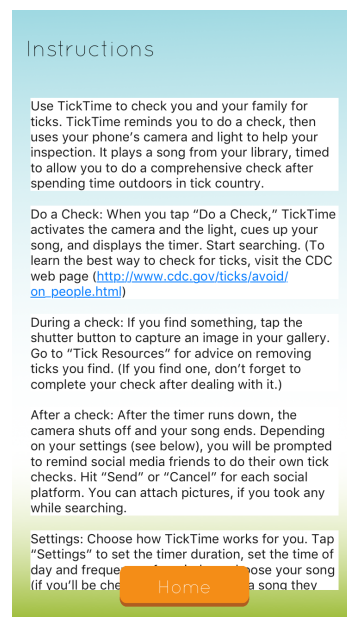 Instructions
Use TickTime to check you and your family for
ticks. TickTime reminds you to do a check, then
uses your phone's camera and light to help your
inspection. It plays a song from your library, timed
to allow you to do a comprehensive check after
spending time outdoors in tick country.
Do a Check: When you tap “Do a Check,” TickTime
activates the camera and the light, cues up your
song, and displays the timer. Start searching. (To
learn the best way to check for ticks, visit the CDC
web page (http://www.cdc.gov/ticks/avoid/
on_people.html)
During a check: If you find something, tap the
shutter button to capture an image in your gallery.
Go to “Tick Resources” for advice on removing
ticks you find. (If you find one, don't forget to
complete your check after dealing with it.)
After a check: After the timer runs down, the
camera shuts off and your song ends. Depending
on your settings (see below), you will be prompted
to remind social media friends to do their own tick
checks. Hit “Send” or “Cancel” for each social
platform. You can attach pictures, if you took any
while searching.
Settings: Choose how TickTime works for you. Tap
“Settings” to set the timer duration, set the time of
day and your song
(if you'll be a song they
Home